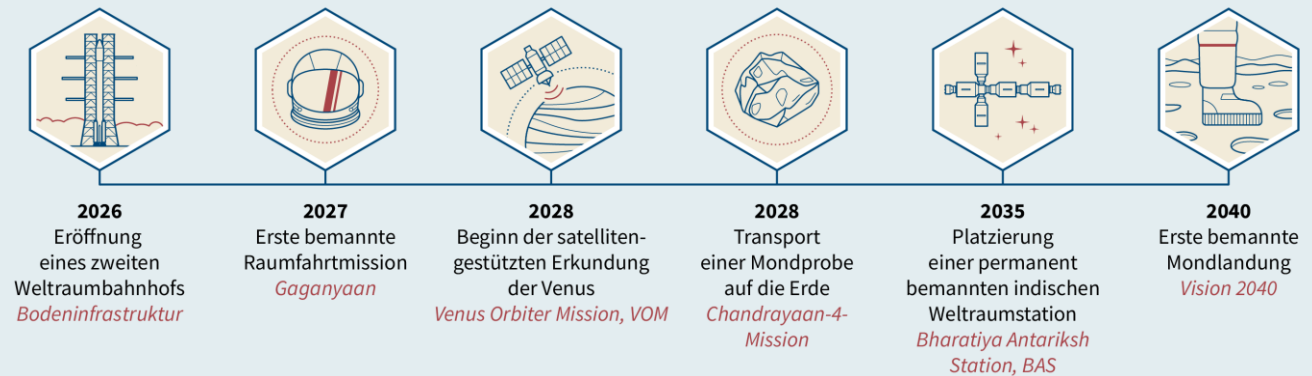 2026
Eröffnung
eines zweiten
Weltraumbahnhofs
Bodeninfrastruktur
2027
Erste bemannte
Raumfahrtmission
Gaganyaan
2028
Beginn der satelliten-
gestützten Erkundung
der Venus
Venus Orbiter Mission, VOM
2028
Transport
einer Mondprobe
auf die Erde
Chandrayaan-4-
Mission
2035
Platzierung
einer permanent
bemannten indischen
Weltraumstation
Bharatiya Antariksh
Station, BAS
2040
Erste bemannte
Mondlandung
Vision 2040